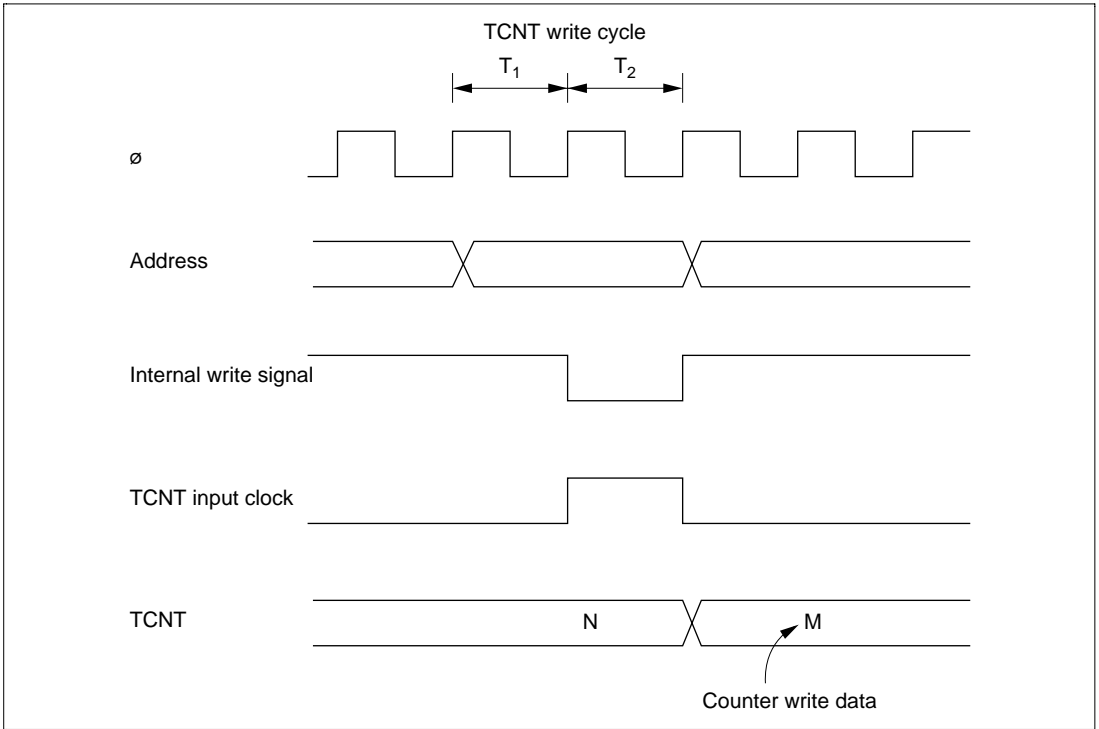 TCNT write cycle
T1 T2
ø
Address
Internal write signal
TCNT input clock
TCNT N M
Counter write data